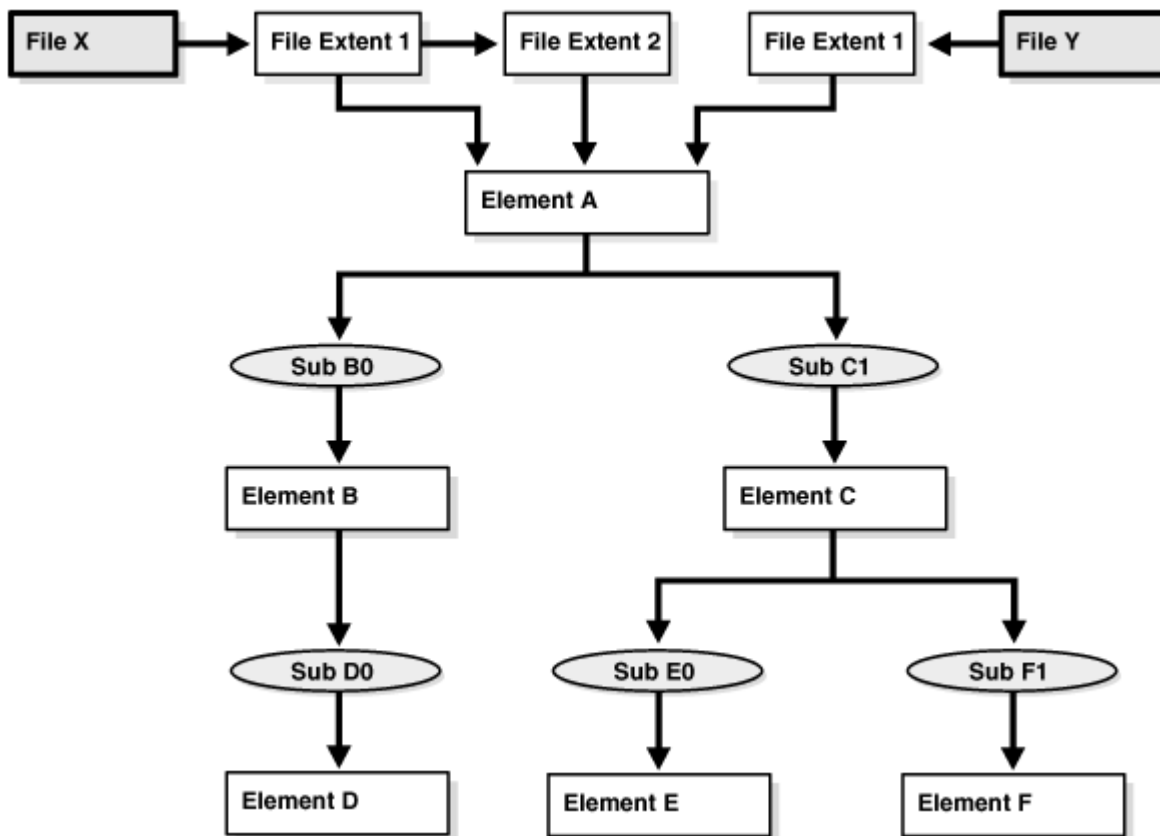 File X
File Extent 1
File Extent 2
File Extent 1
File Y
Element A
Sub B0
Sub C1
Element B
Element C
Sub D0
Sub E0
Sub F1
Element D
Element E
Element F